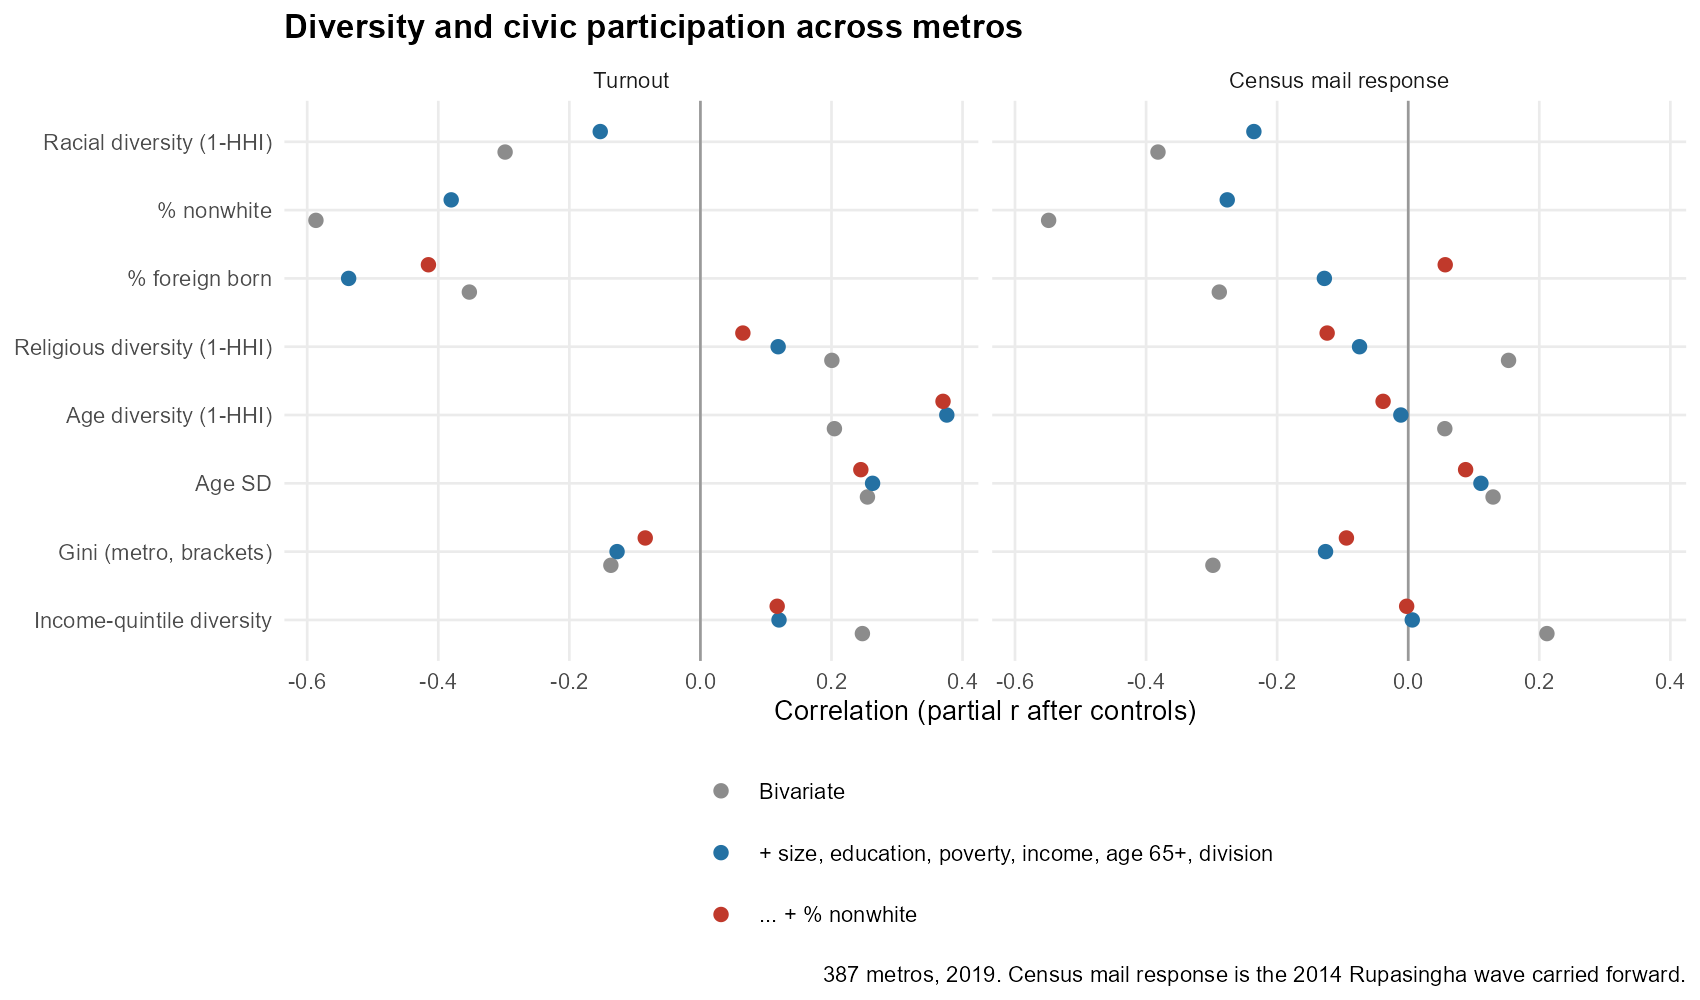 Diversity and civic participation across metros
Turnout
Census mail response
Racial diversity (1-HHI)
% nonwhite
% foreign born
Religious diversity (1-HHI)
Age diversity (1-HHI)
Age SD
Gini (metro, brackets)
Income-quintile diversity
-0.6 -0.4 -0.2 0.0 0.2 0.4
-0.6 -0.4 -0.2 0.0 0.2 0.4
Correlation (partial r after controls)
Bivariate
+ size, education, poverty, income, age 65+, division
... + % nonwhite
387 metros, 2019. Census mail response is the 2014 Rupasingha wave carried forward.